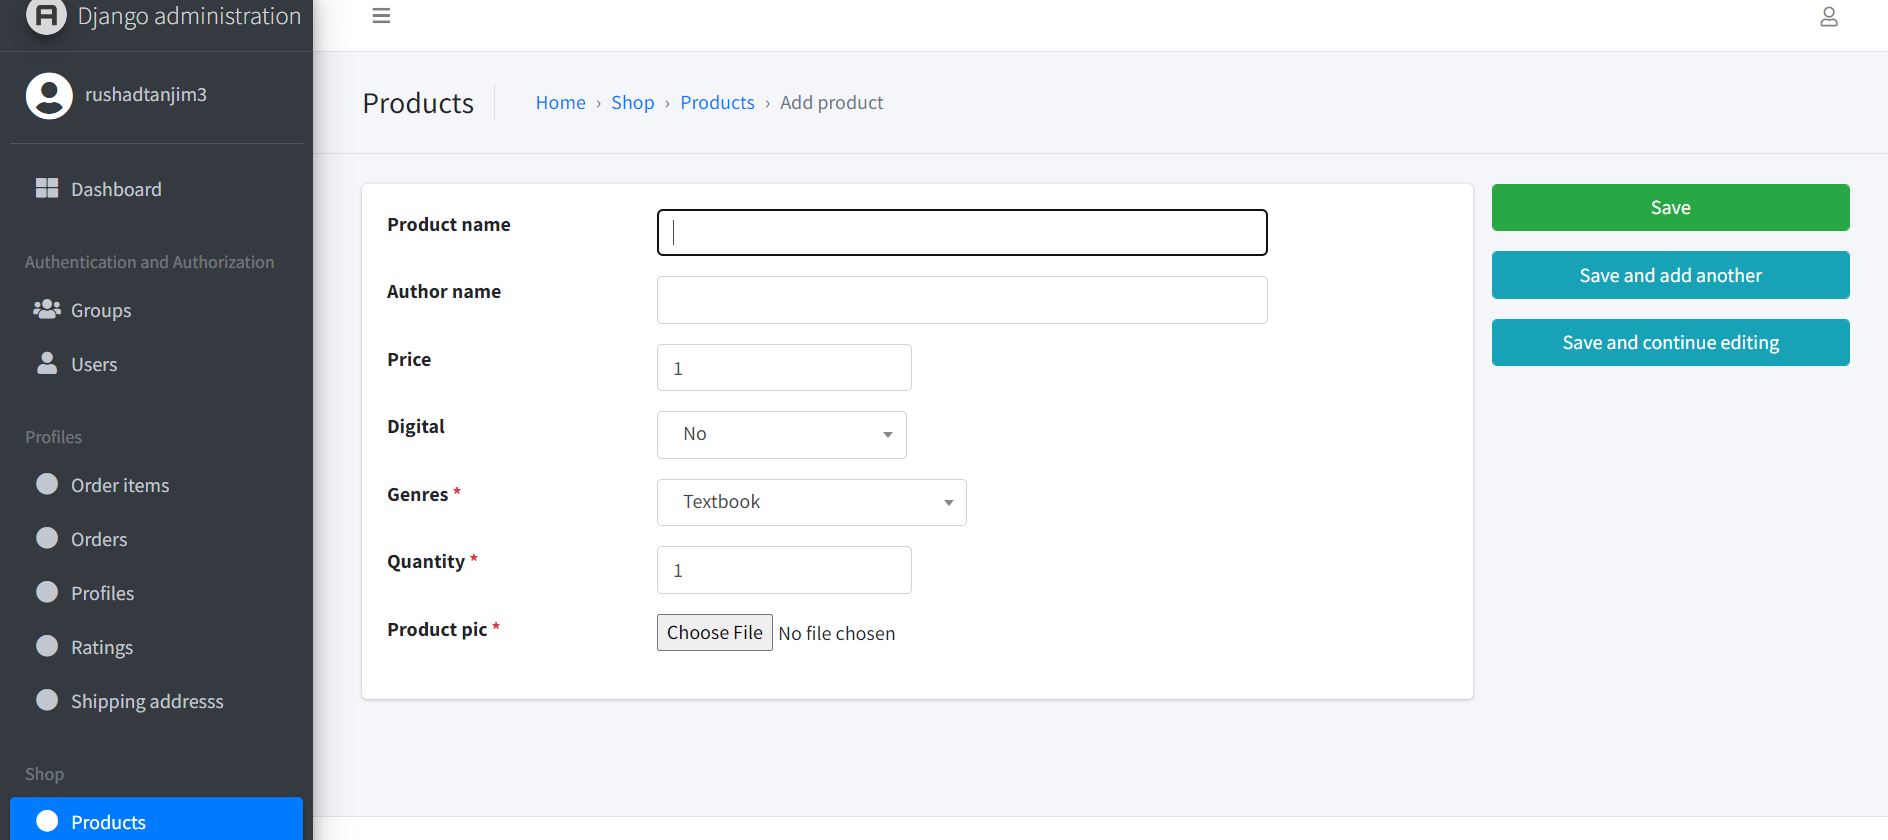 Django administration
rushadtanjim3
Dashboard
Authentication and Authorization
Groups
Users
Profiles
Order items
Orders
Profiles
Ratings
Shipping addresss
Shop
Products
Products
Home › Shop › Products › Add product
Product name
Author name
Price
1
Digital
No
Genres *
Textbook
Quantity *
1
Product pic *
Choose File No file chosen
Save
Save and add another
Save and continue editing